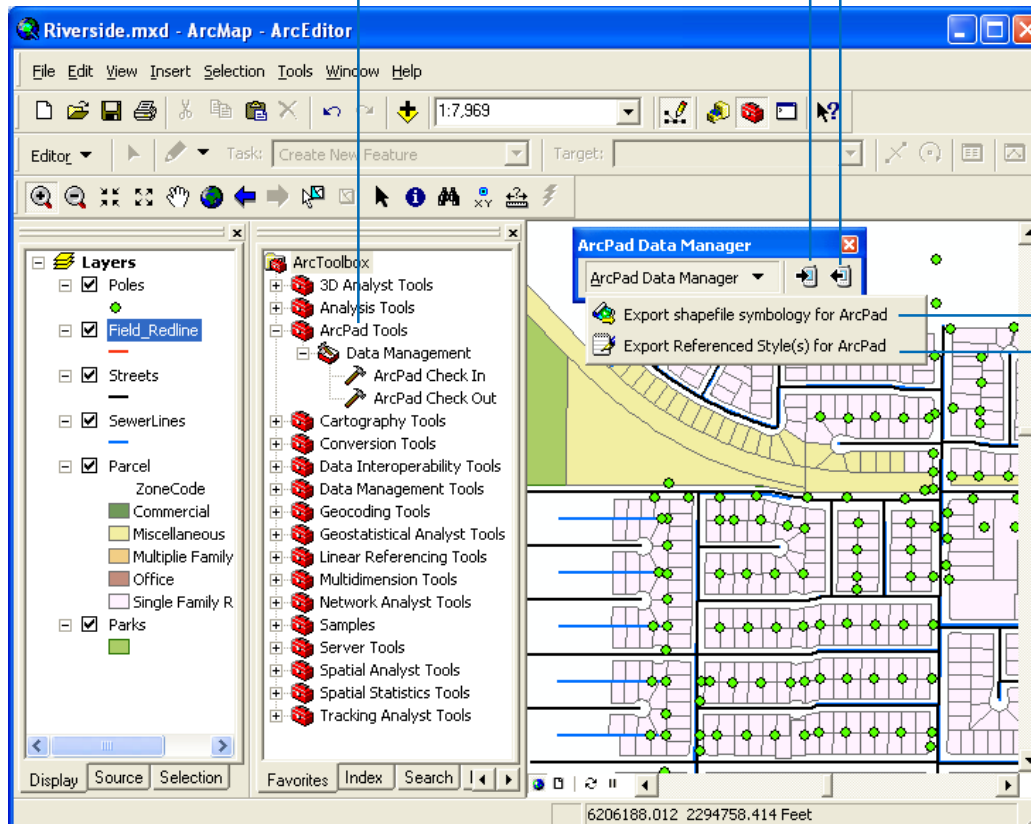 Riverside.mxd - ArcMap - ArcEditor
File Edit View Insert Selection Tools Window Help
1:7,969
Editor Task: Create New Feature Target:
Layers
Poles
Field_Redline
Streets
SewerLines
Parcel
ZoneCode
Commercial
Miscellaneous
Multiplie Family
Office
Single Family R
Parks
Display Source Selection
ArcToolbox
3D Analyst Tools
Analysis Tools
ArcPad Tools
Data Management
ArcPad Check In
ArcPad Check Out
Cartography Tools
Conversion Tools
Data Interoperability Tools
Data Management Tools
Geocoding Tools
Geostatistical Analyst Tools
Linear Referencing Tools
Multidimension Tools
Network Analyst Tools
Samples
Server Tools
Spatial Analyst Tools
Spatial Statistics Tools
Tracking Analyst Tools
Favorites Index Search
ArcPad Data Manager
ArcPad Data Manager
Export shapefile symbology for ArcPad
Export Referenced Style(s) for ArcPad
6206188.012 2294758.414 Feet